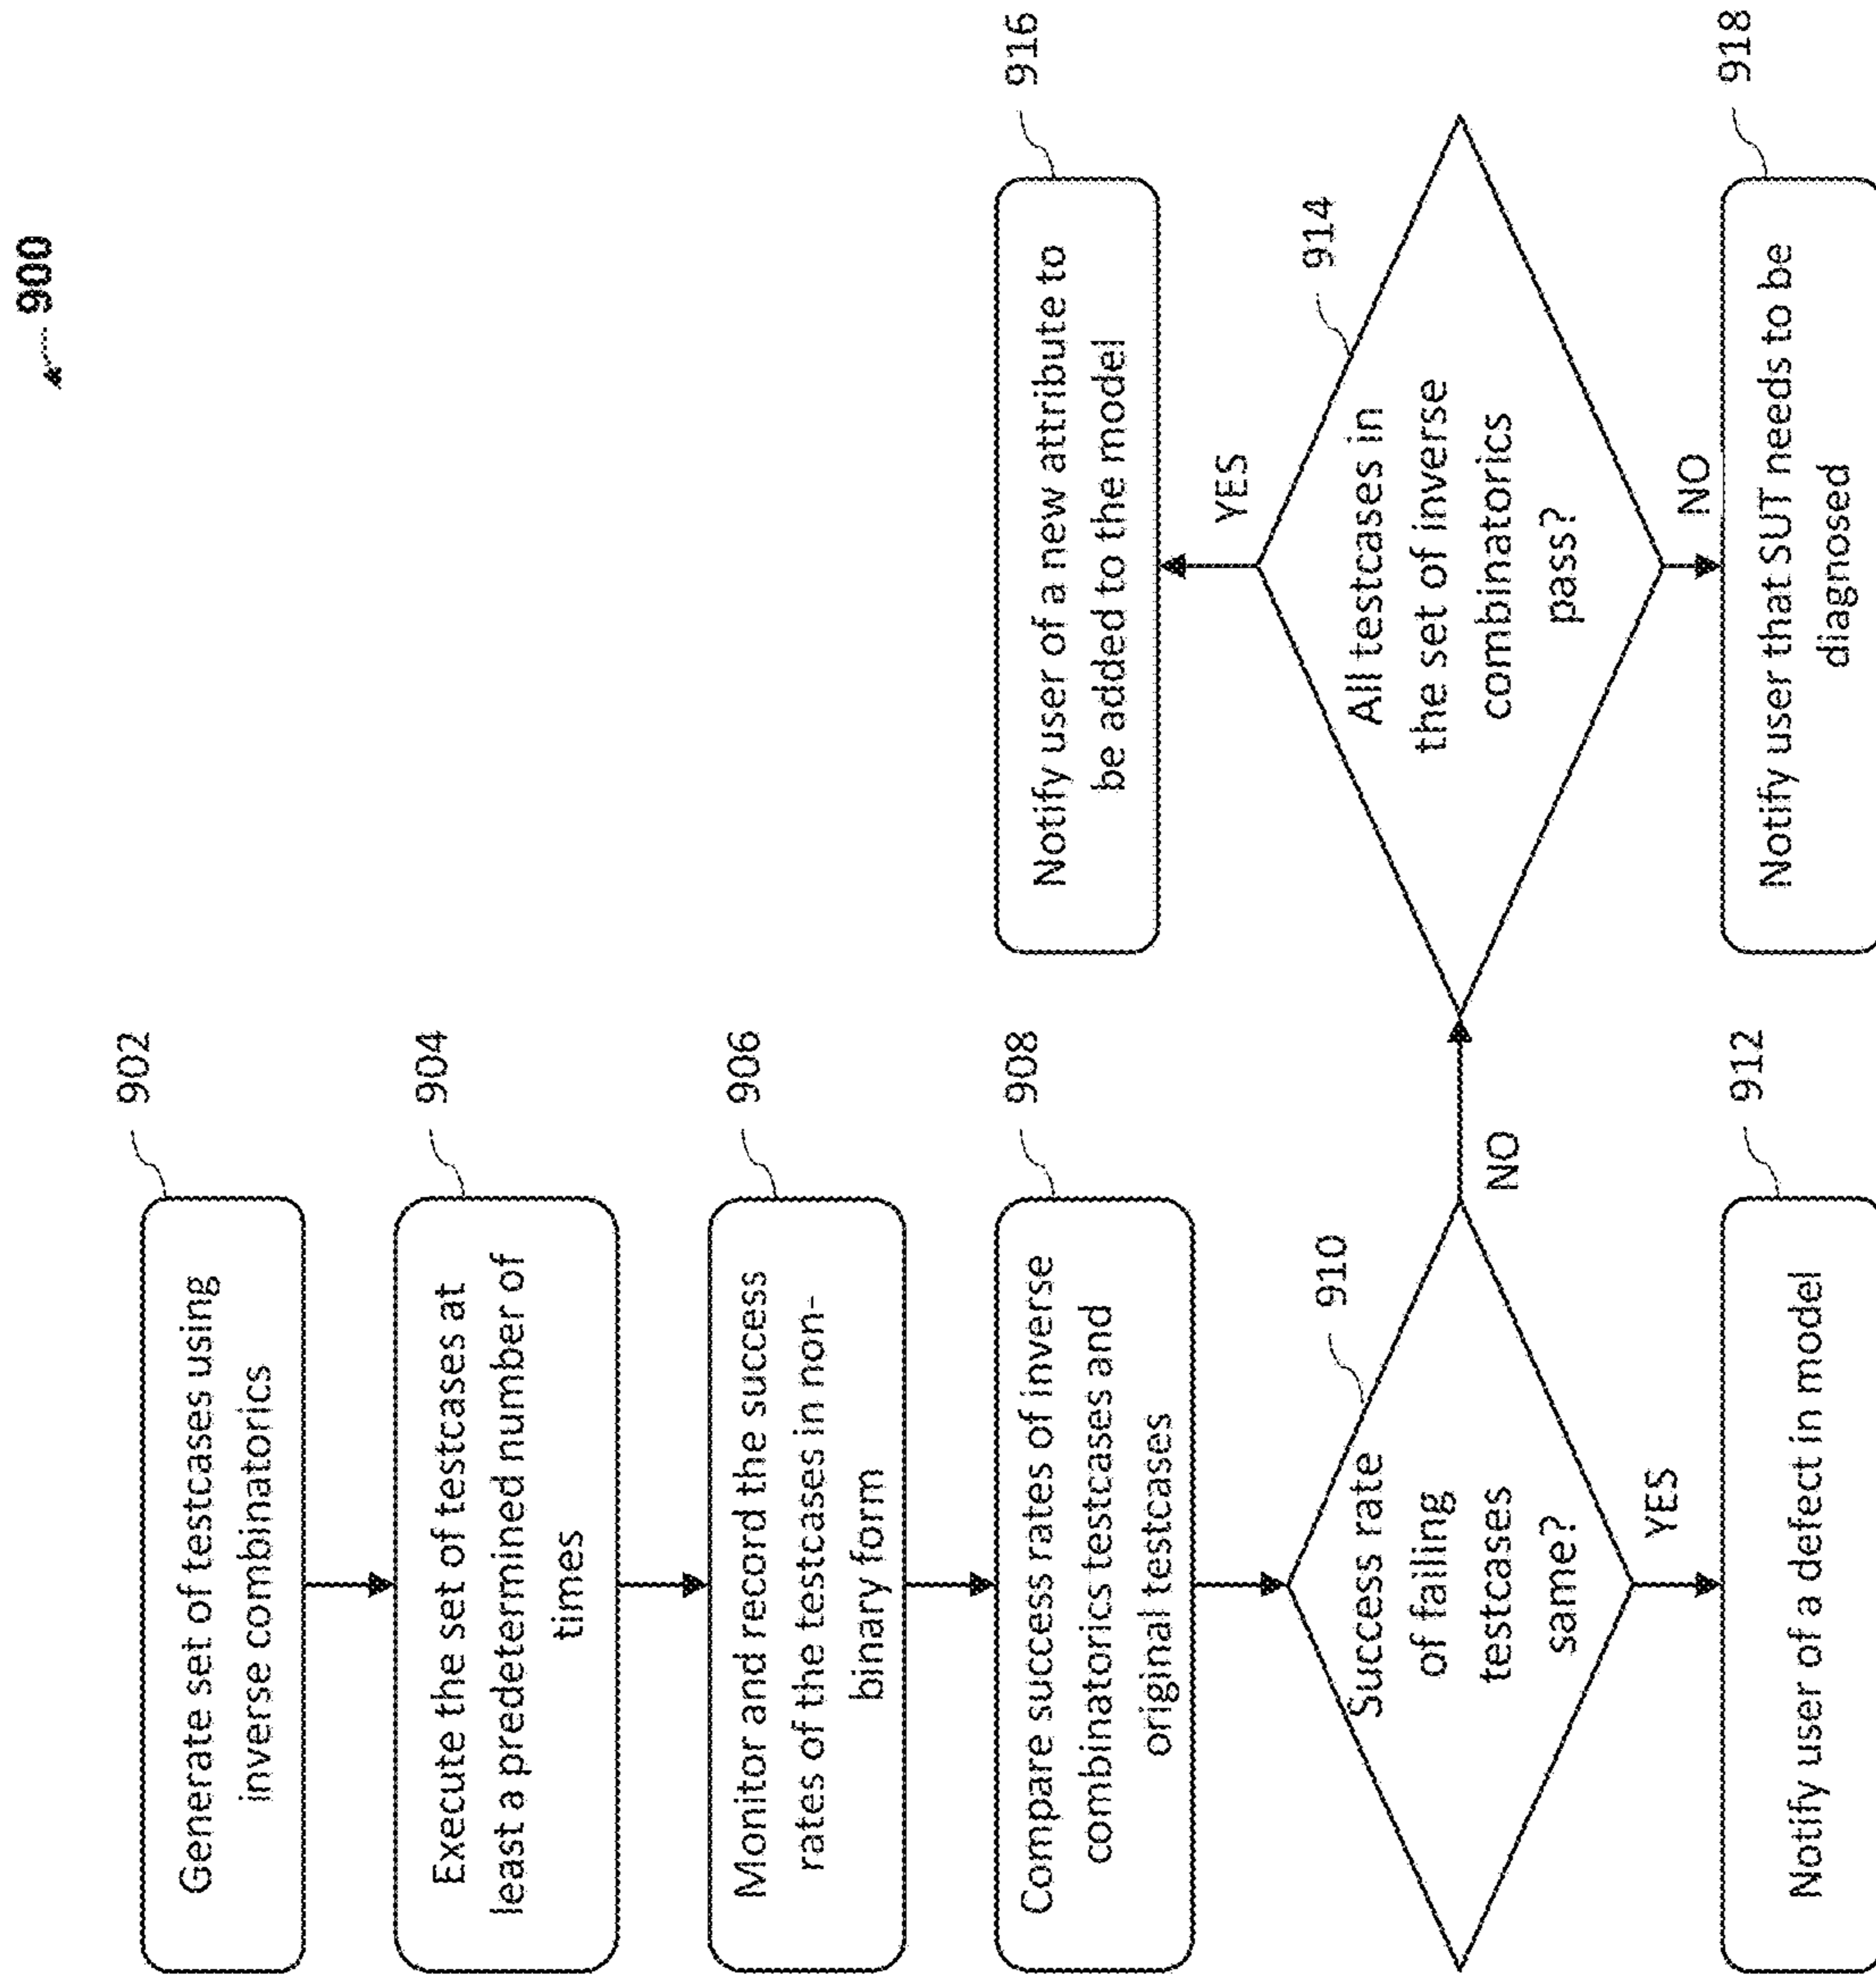 900
902
Generate set of testcases using
inverse combinatorics
904
Execute the set of testcases at
least a predetermined number of
times
906
Monitor and record the success
rates of the testcases in non-
binary form
908
Compare success rates of inverse
combinatorics testcases and
original testcases
910
Success rate
of failing
testcases
same?
YES
NO
912
Notify user of a defect in model
914
All testcases in
the set of inverse
combinatorics
pass?
YES
NO
916
Notify user of a new attribute to
be added to the model
918
Notify user that SUT needs to be
diagnosed